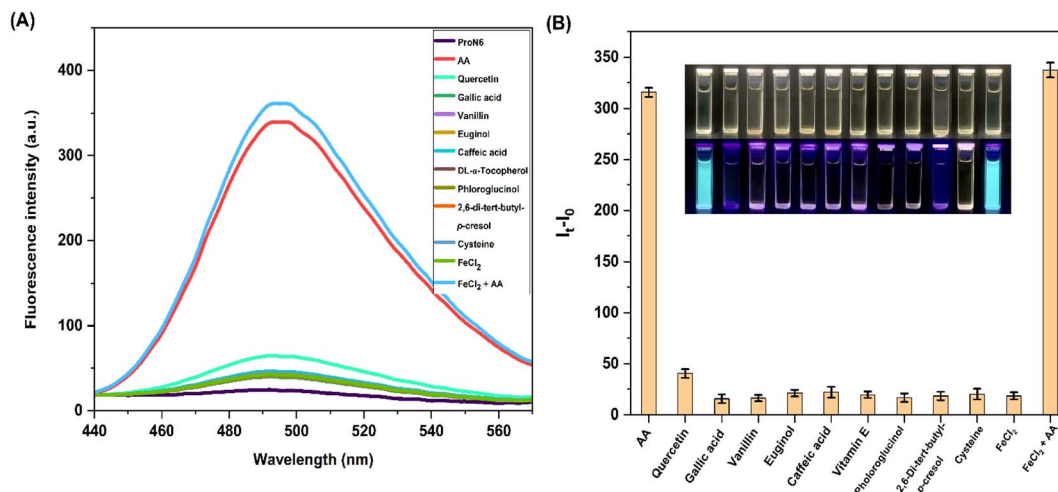 (A)
Fluorescence intensity (a.u.)
400
300
200
100
0
440
460
480
500
520
540
560
Wavelength (nm)
ProN6
AA
Quercetin
Gallic acid
Vanillin
Euginol
Caffeic acid
DL-α-Tocopherol
Phloroglucinol
2,6-di-tert-butyl-
p-cresol
Cysteine
FeCl2
FeCl2 + AA
(B)
It-I0
350
300
250
200
150
100
50
0
AA
Quercetin
Gallic acid
Vanillin
Euginol
Caffeic acid
Vitamin E
Pholoroglucinol
2,6-Di-tert-butyl-
p-cresol
Cysteine
FeCl2
FeCl2 + AA